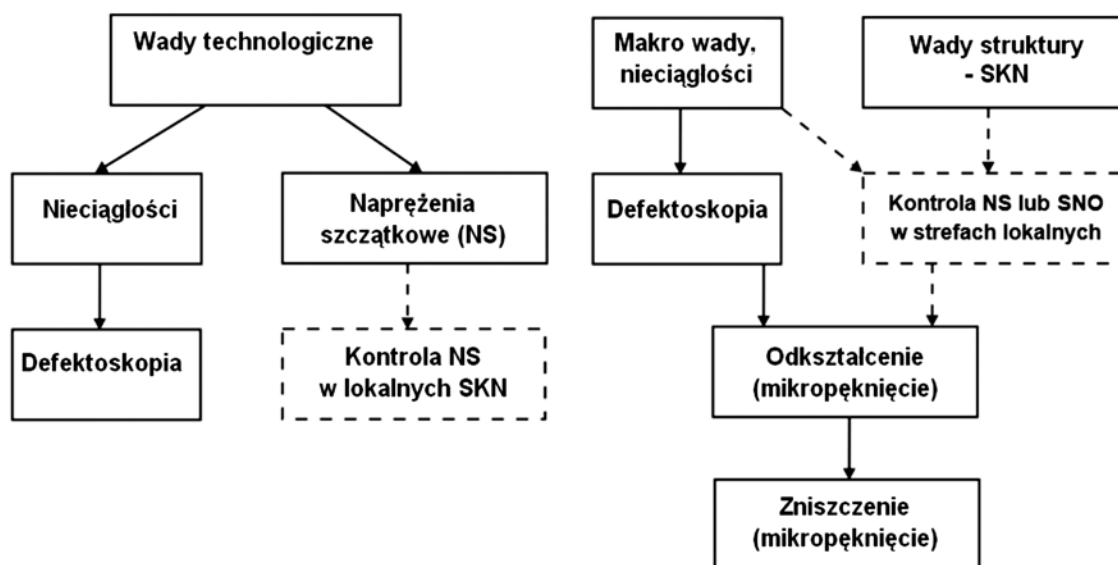 Wady technologiczne
Nieciągłości
Naprężenia
szczątkowe (NS)
Defektoskopia
Kontrola NS
w lokalnych SKN
Makro wady,
nieciągłości
Wady struktury
- SKN
Defektoskopia
Kontrola NS lub SNO
w strefach lokalnych
Odkształcenie
(mikropęknięcie)
Zniszczenie
(mikropęknięcie)